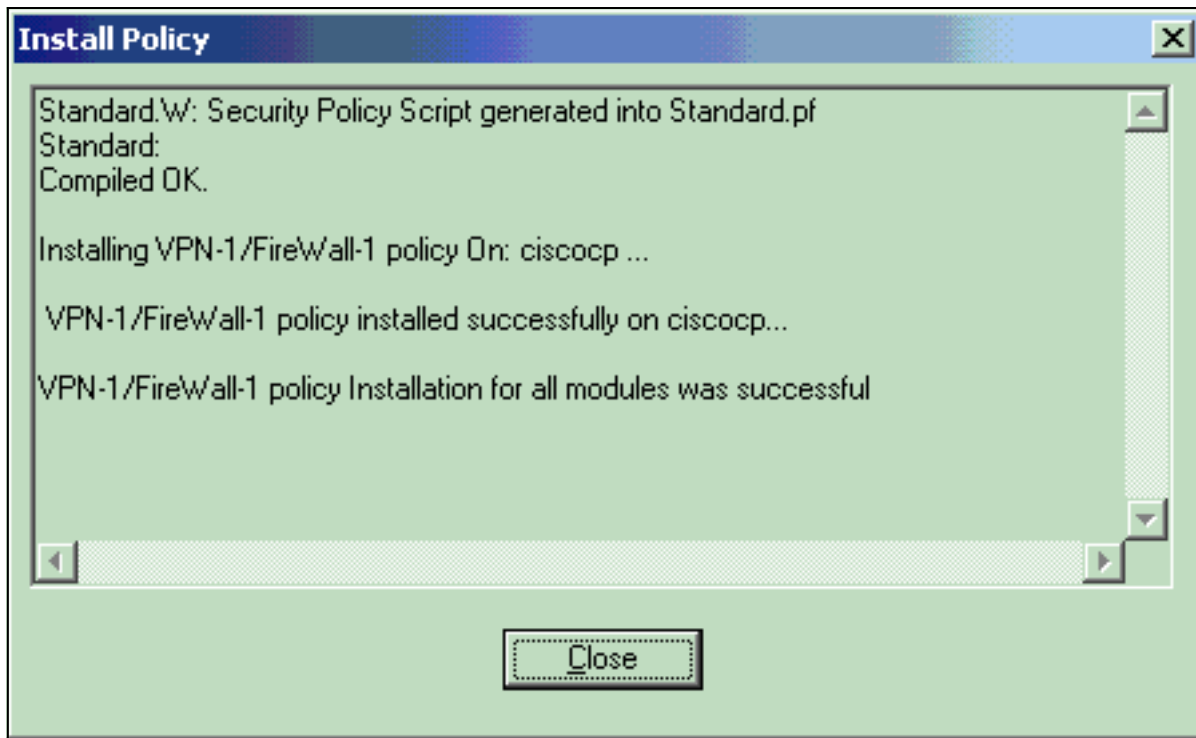 Install Policy
Standard.W: Security Policy Script generated into Standard.pf
Standard:
Compiled OK.
Installing VPN-1/FireWall-1 policy On: ciscocp ...
VPN-1/FireWall-1 policy installed successfully on ciscocp...
VPN-1/FireWall-1 policy Installation for all modules was successful
Close